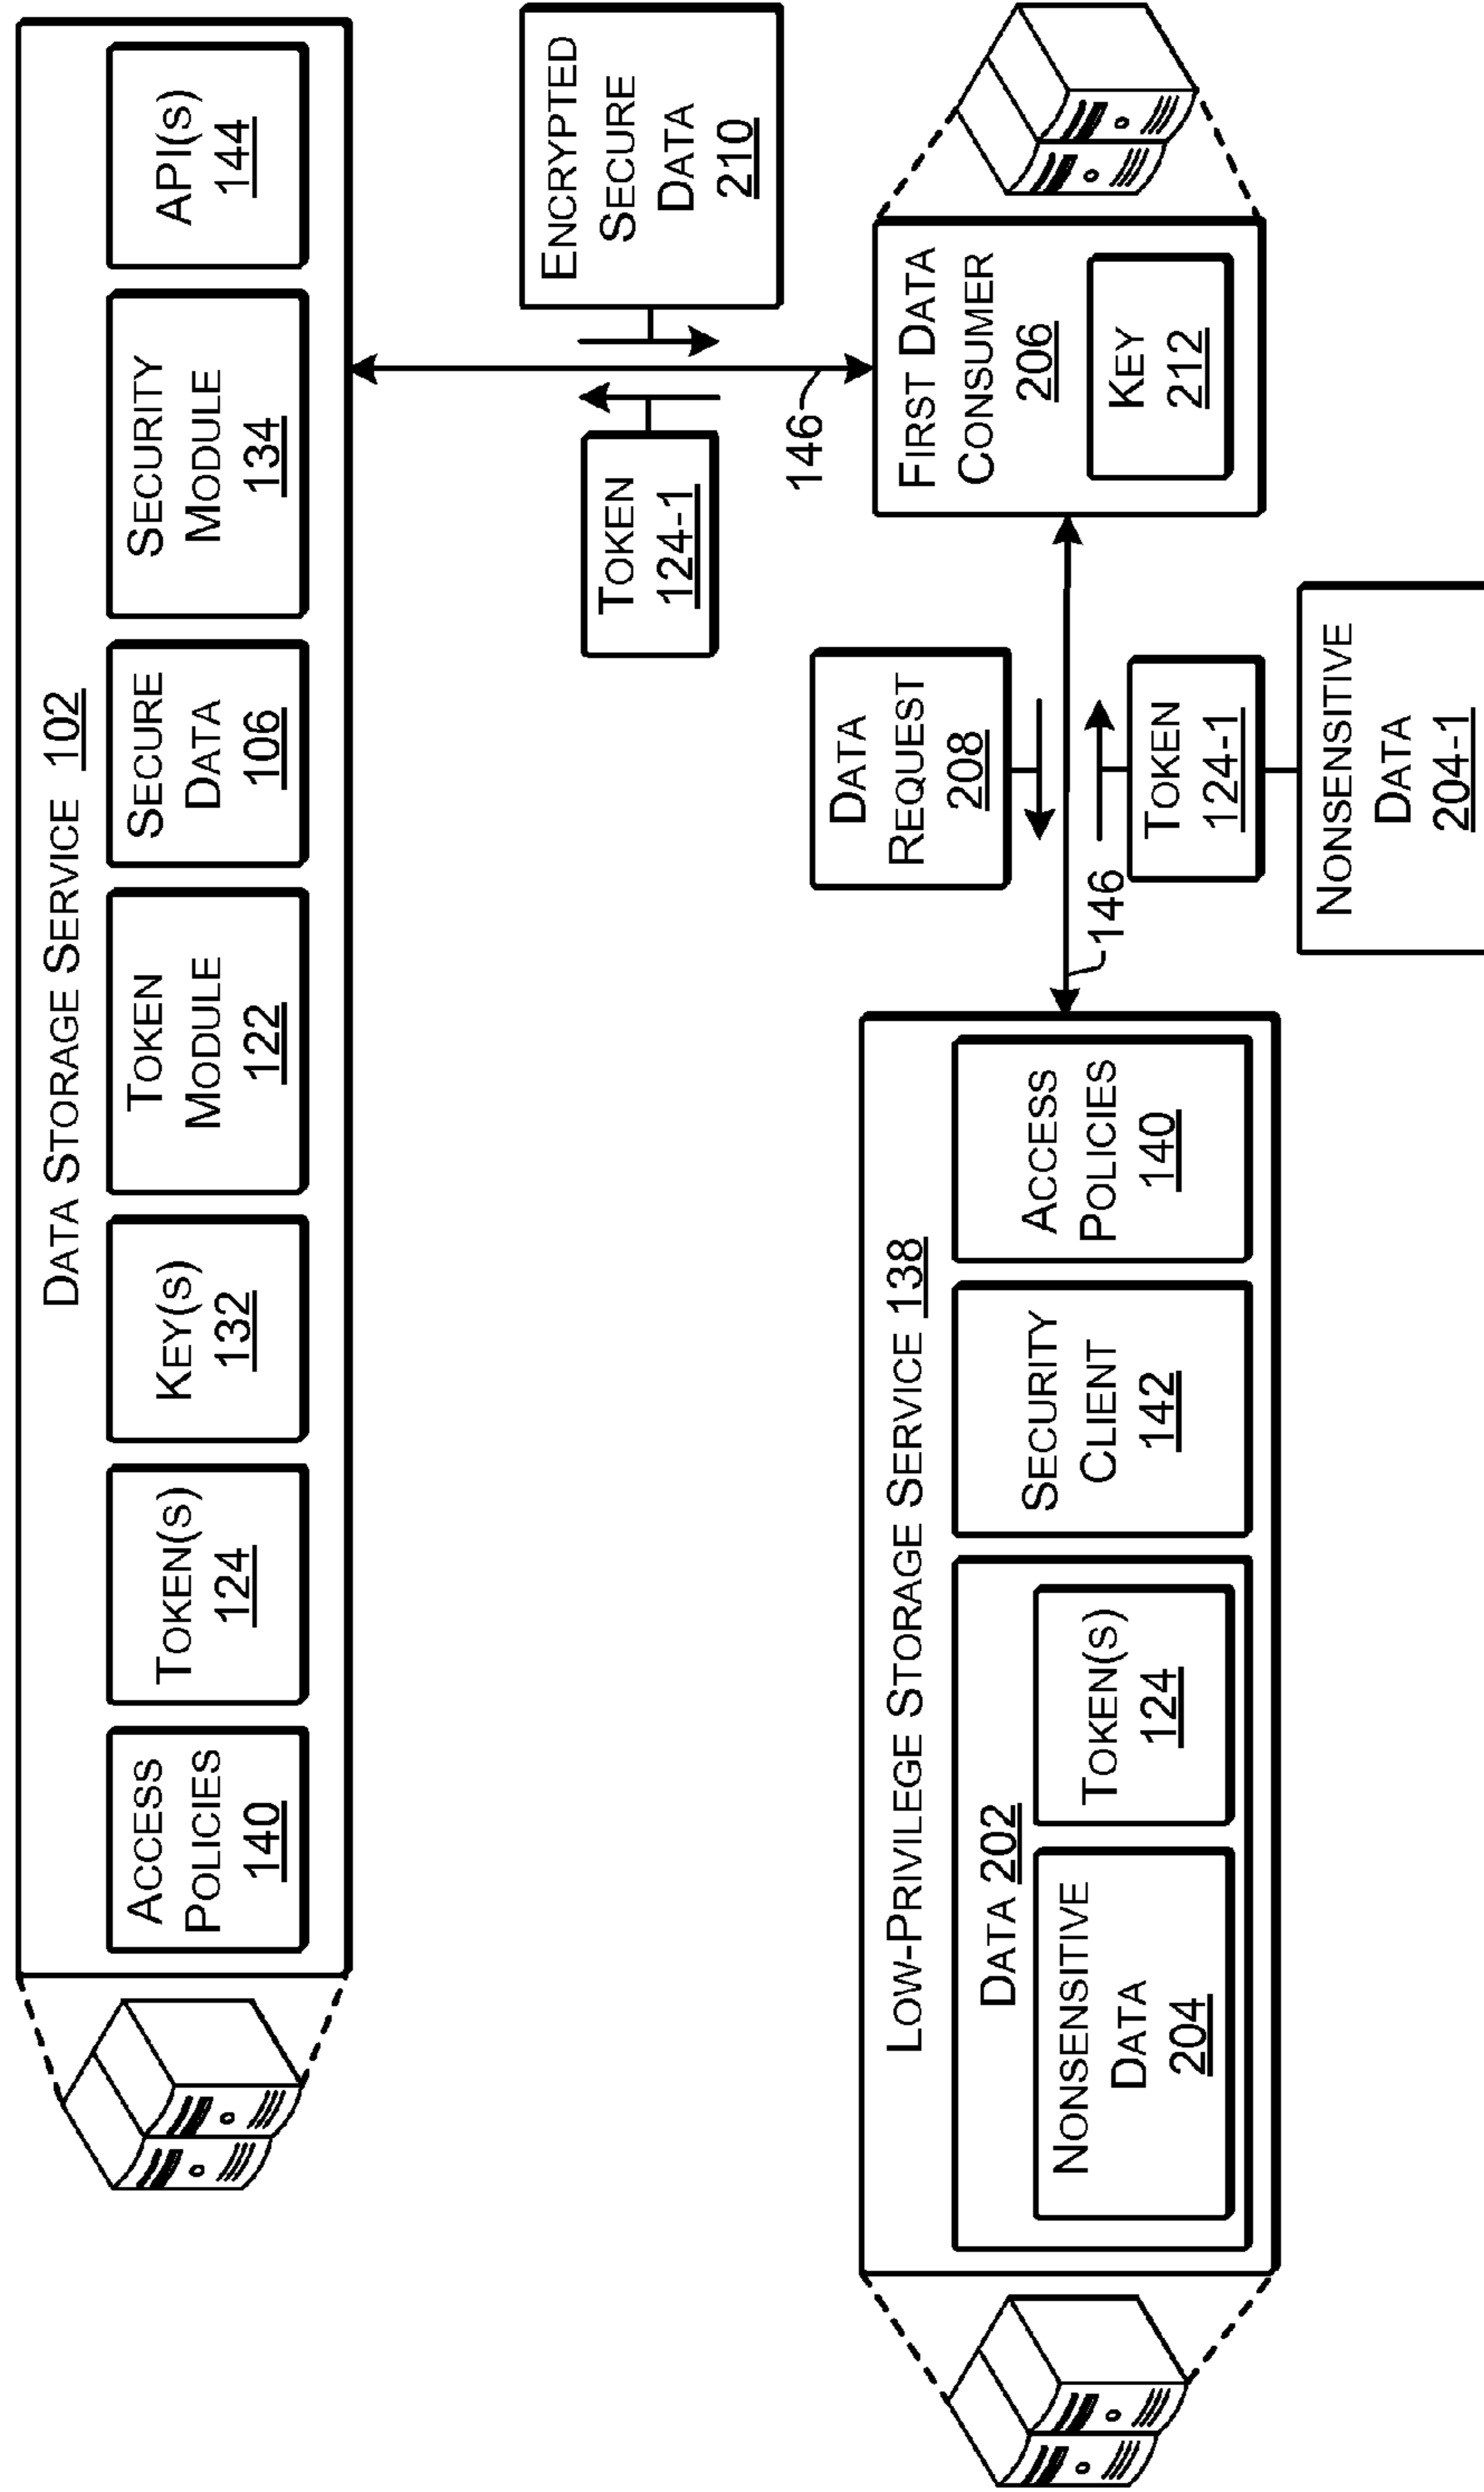 DATA STORAGE SERVICE 102
ACCESS
POLICIES
140
TOKEN(S)
124
KEY(S)
132
TOKEN
MODULE
122
SECURE
DATA
106
SECURITY
MODULE
134
API(S)
144
TOKEN
124-1
ENCRYPTED
SECURE
DATA
210
146
LOW-PRIVILEGE STORAGE SERVICE 138
DATA 202
NONSENSITIVE
DATA
204
TOKEN(S)
124
SECURITY
CLIENT
142
ACCESS
POLICIES
140
DATA
REQUEST
208
146
TOKEN
124-1
NONSENSITIVE
DATA
204-1
FIRST DATA
CONSUMER
206
KEY
212